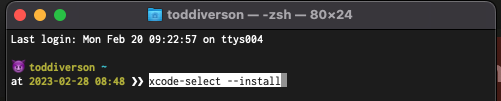 toddiverson — -zsh — 80×24
Last login: Mon Feb 20 09:22:57 on ttys004
toddiverson ~
at 2023-02-28 08:48 ❯❯ xcode-select --install